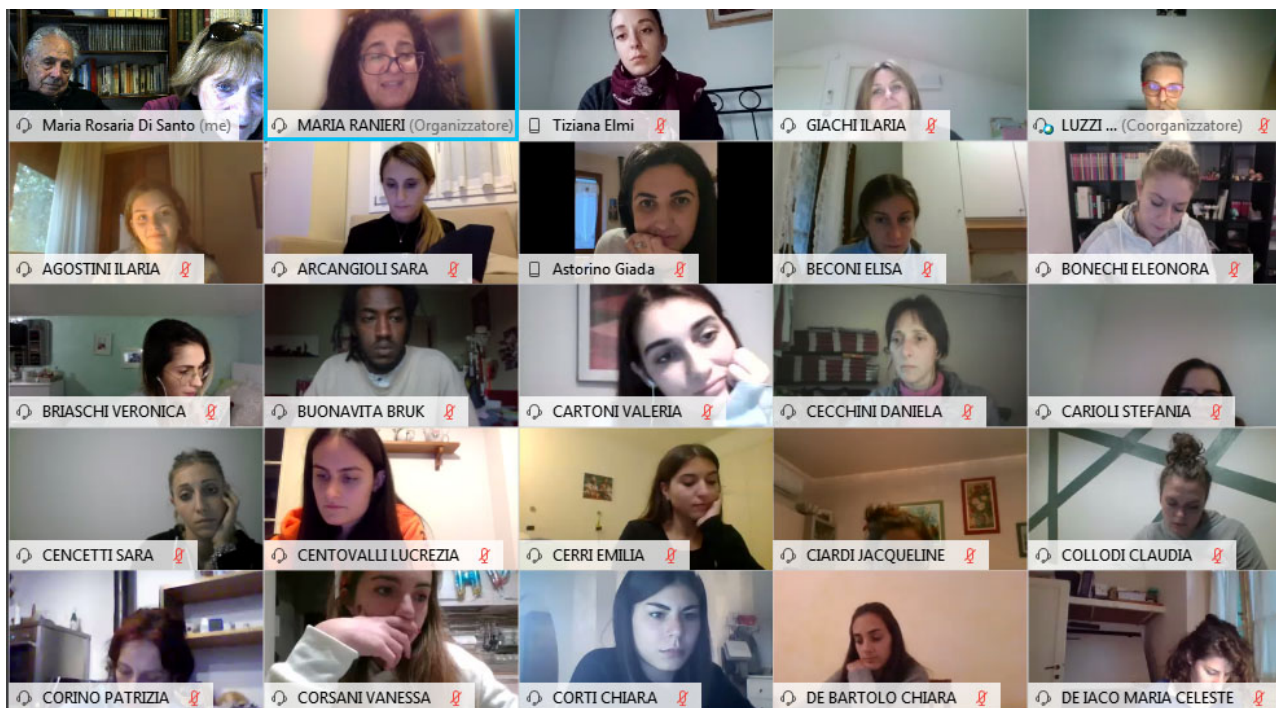 Maria Rosaria Di Santo (me)
MARIA RANIERI (Organizzatore)
Tiziana Elmi
GIACHI ILARIA
LUZZI ... (Coorganizzatore)
AGOSTINI ILARIA
ARCANGIOLI SARA
Astorino Giada
BECONI ELISA
BONECHI ELEONORA
BRIASCHI VERONICA
BUONAVITA BRUK
CARTONI VALERIA
CECCHINI DANIELA
CARIOLI STEFANIA
CENCETTI SARA
CENTOVALLI LUCREZIA
CERRI EMILIA
CIARDI JACQUELINE
COLLODI CLAUDIA
CORINO PATRIZIA
CORSANI VANESSA
CORTI CHIARA
DE BARTOLO CHIARA
DE IACO MARIA CELESTE